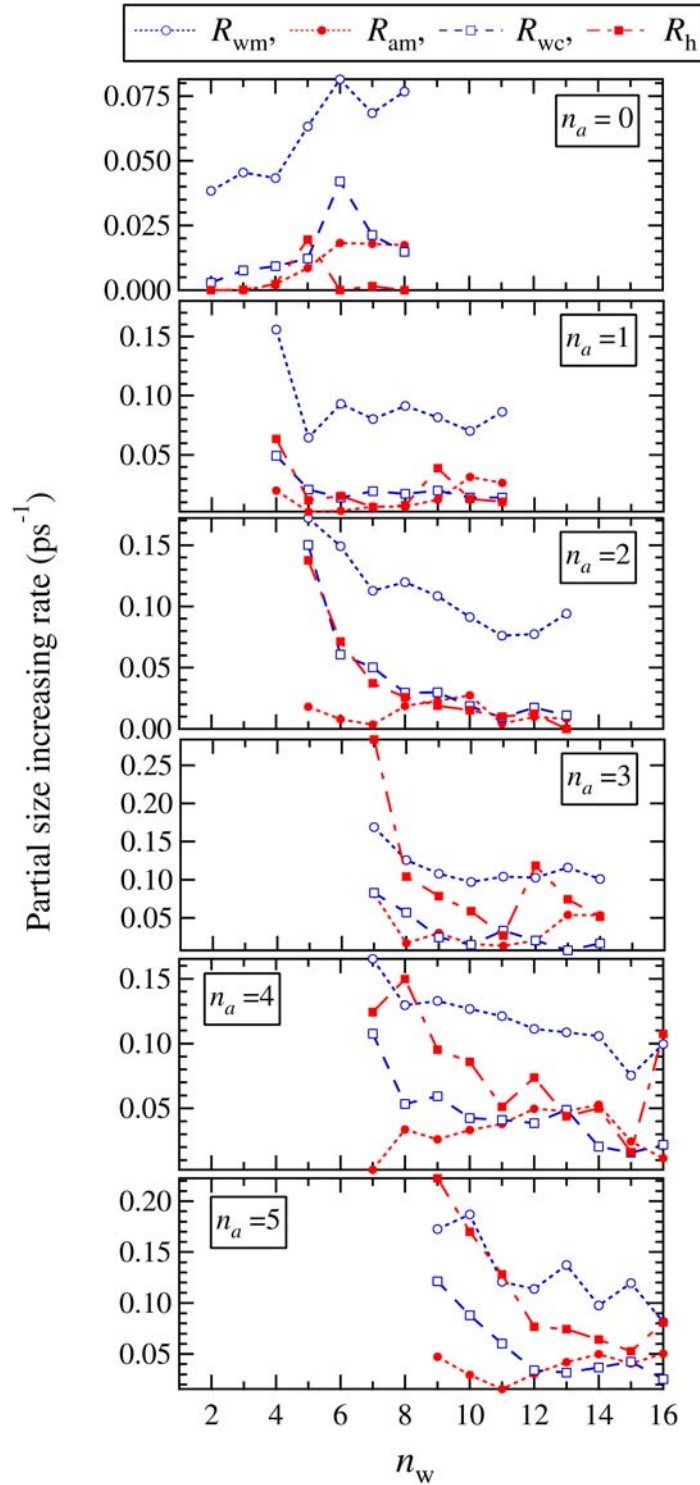 R_wm, R_am, R_wc, R_h
0.075
0.050
0.025
0.000
n_a = 0
0.15
0.10
0.05
n_a =1
0.15
0.10
0.05
0.00
n_a =2
0.25
0.20
0.15
0.10
0.05
n_a =3
0.15
0.10
0.05
n_a =4
0.20
0.15
0.10
0.05
n_a =5
2 4 6 8 10 12 14 16
n_w
Partial size increasing rate (ps⁻¹)